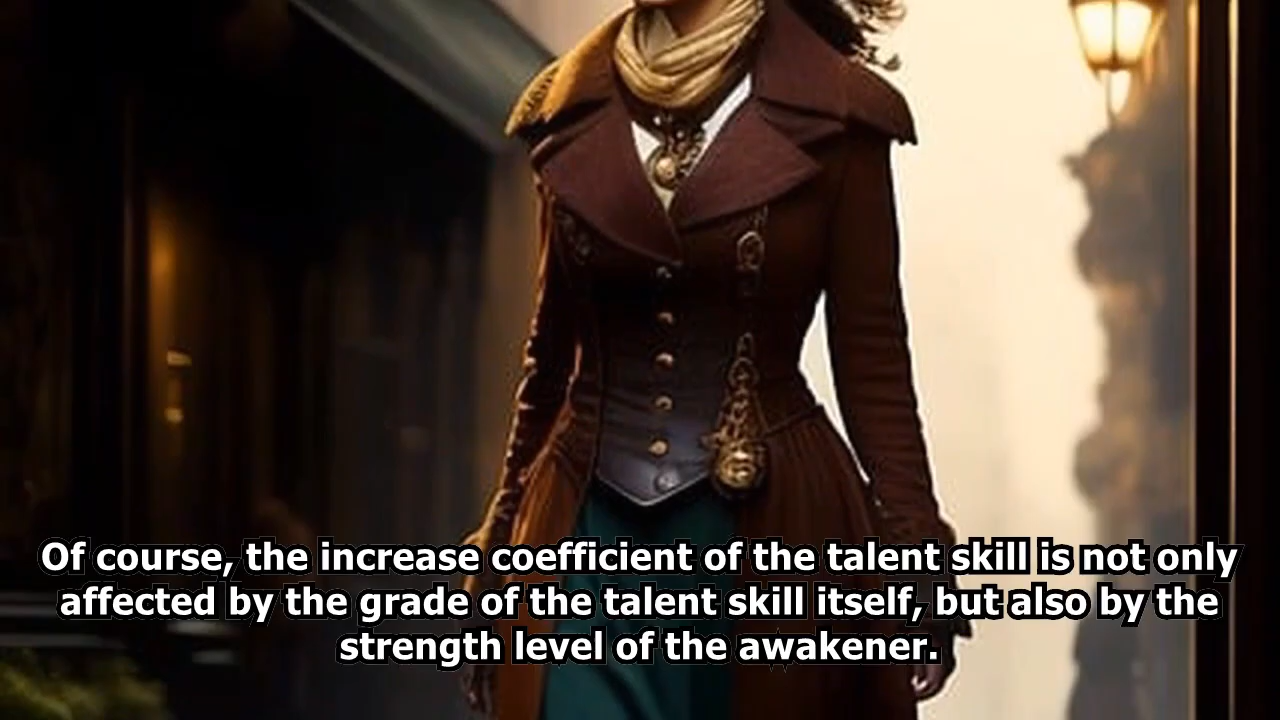 Of course, the increase coefficient of the talent skill is not only
affected by the grade of the talent skill itself, but also by the
strength level of the awakener.